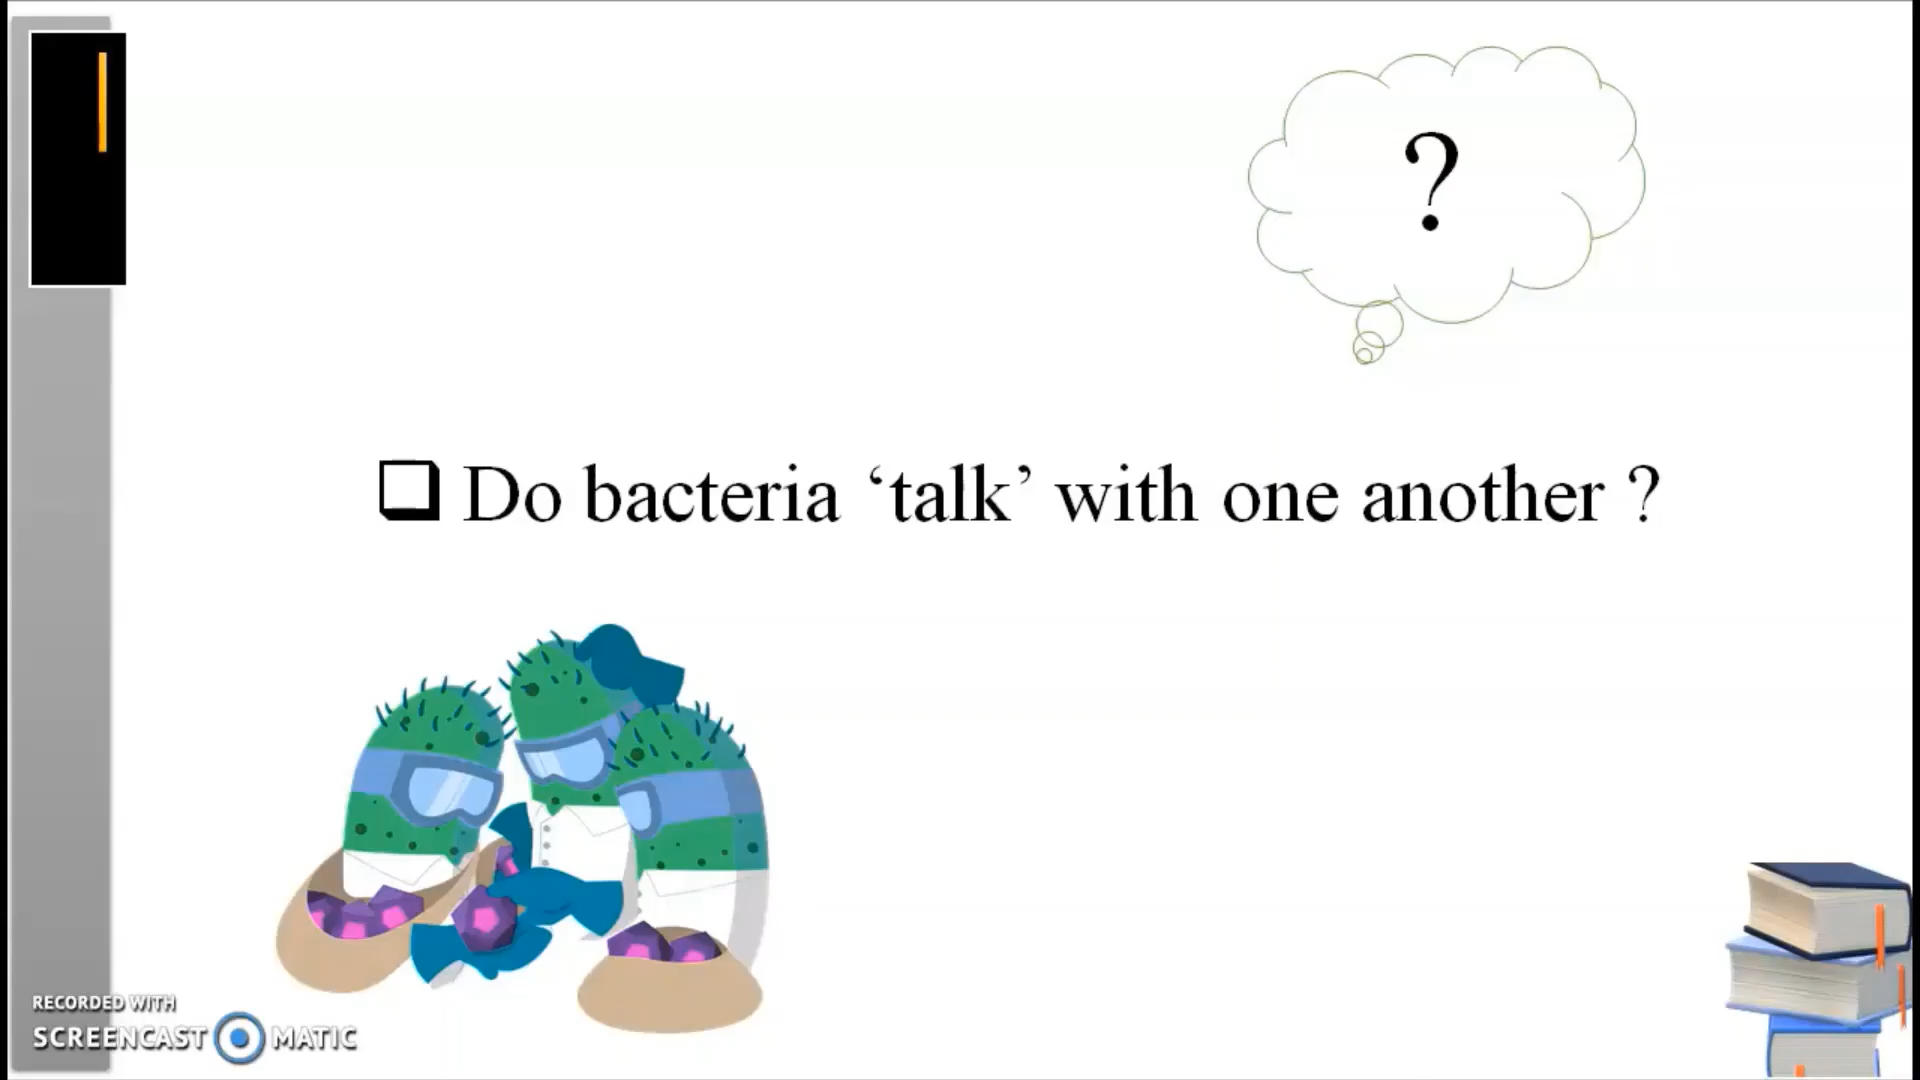 ?
Do bacteria ‘talk’ with one another ?
RECORDED WITH
SCREENCAST MATIC